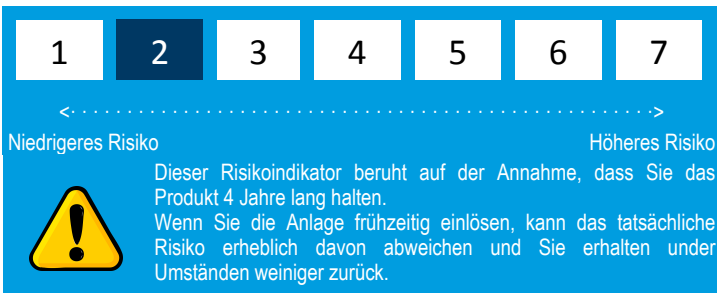 1 2 3 4 5 6 7
Niedrigeres Risiko Höheres Risiko
Dieser Risikoindikator beruht auf der Annahme, dass Sie das
Produkt 4 Jahre lang halten.
Wenn Sie die Anlage frühzeitig einlösen, kann das tatsächliche
Risiko erheblich davon abweichen und Sie erhalten under
Umständen weiniger zurück.